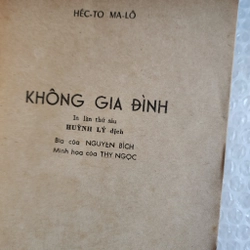 HÉC-TO MA-LÔ
KHÔNG GIA ĐÌNH
In lần thứ sáu
HUỲNH LÝ dịch
Bìa của NGUYỄN BÍCH
Minh họa của THY NGỌC